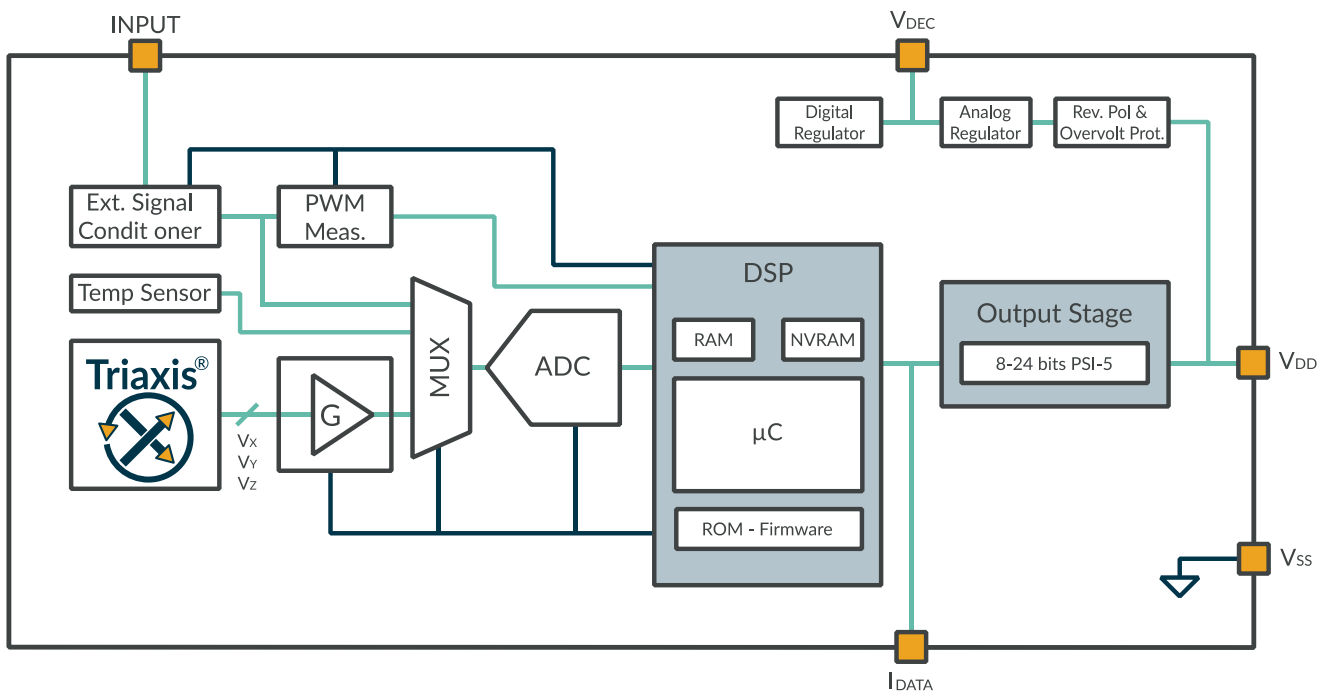 INPUT
VDEC
Digital
Regulator
Analog
Regulator
Rev. Pol &
Overvolt Prot.
Ext. Signal
Condit oner
PWM
Meas.
Temp Sensor
Triaxis®
VX
VY
VZ
G
MUX
ADC
DSP
RAM
NVRAM
µC
ROM - Firmware
Output Stage
8-24 bits PSI-5
VDD
VSS
IDATA